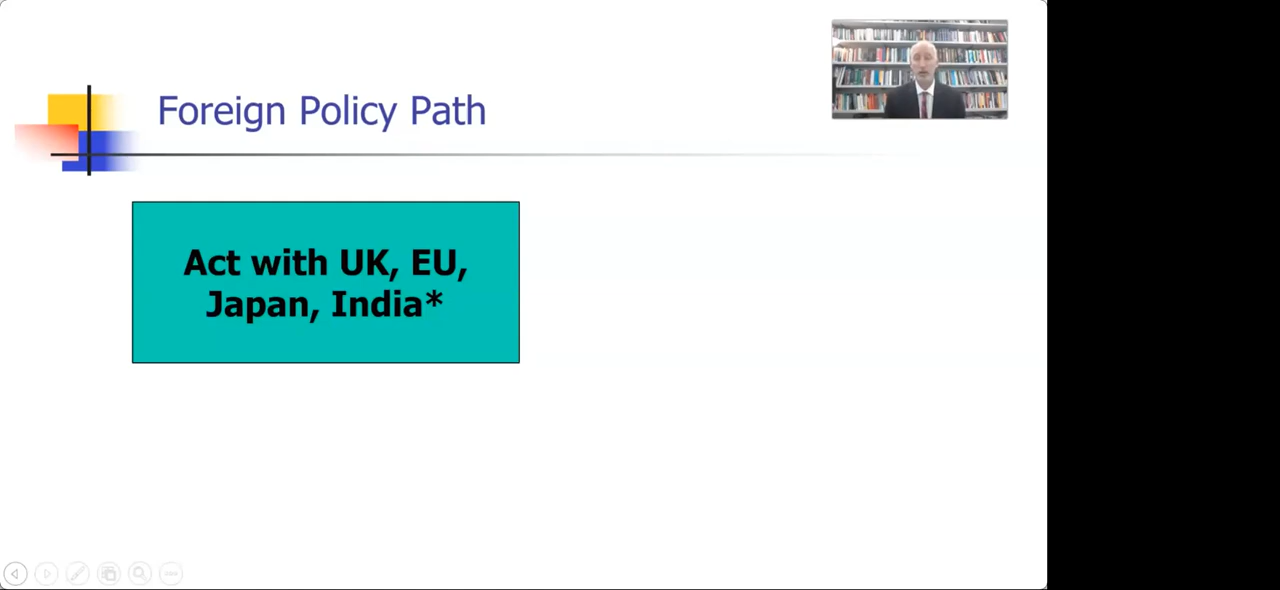 Foreign Policy Path
Act with UK, EU,
Japan, India*